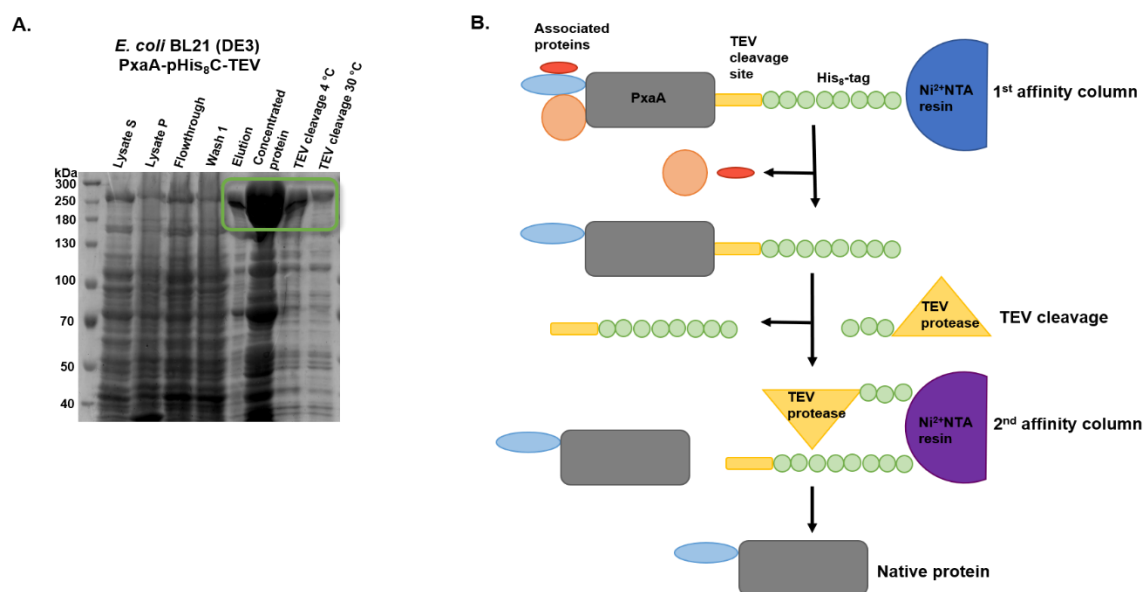 A.
E. coli BL21 (DE3)
PxaA-pHis₈C-TEV
Lysate S
Lysate P
Flowthrough
Wash 1
Elution
Concentrated
protein
TEV cleavage 4 °C
TEV cleavage 30 °C
kDa
300
250
180
130
100
70
50
40
B.
Associated
proteins
TEV
cleavage
site
His₈-tag
PxaA
Ni²⁺NTA
resin
1st affinity column
TEV
protease
TEV cleavage
TEV
protease
Ni²⁺NTA
resin
2nd affinity column
Native protein